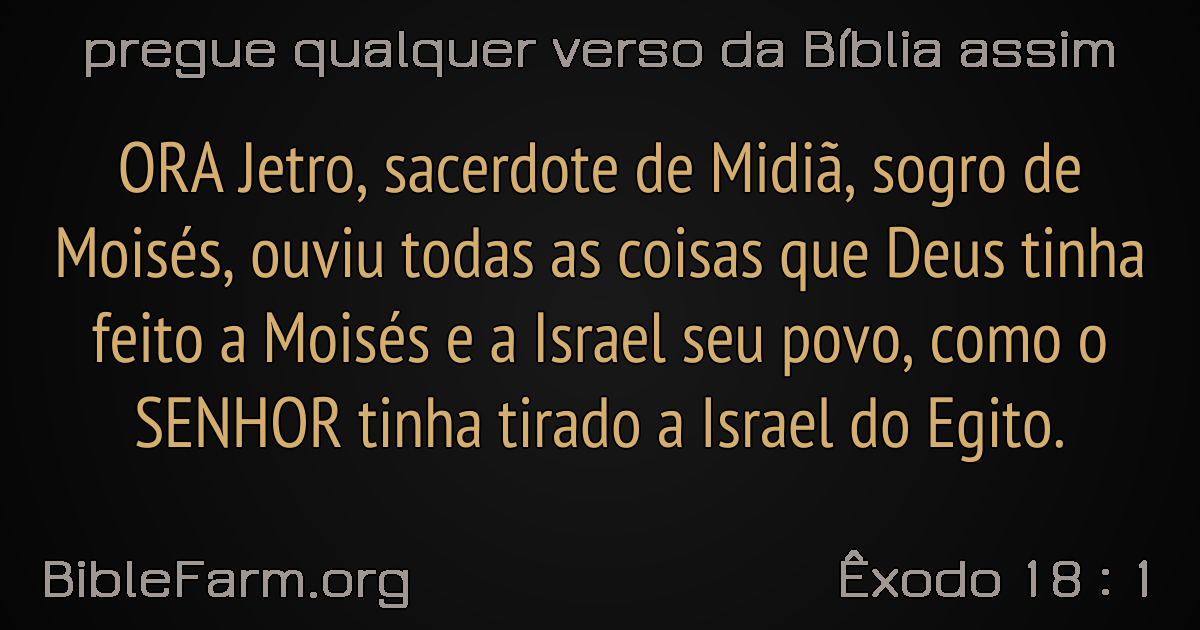 pregue qualquer verso da Bíblia assim
ORA Jetro, sacerdote de Midiã, sogro de
Moisés, ouviu todas as coisas que Deus tinha
feito a Moisés e a Israel seu povo, como o
SENHOR tinha tirado a Israel do Egito.
BibleFarm.org
Êxodo 18 : 1